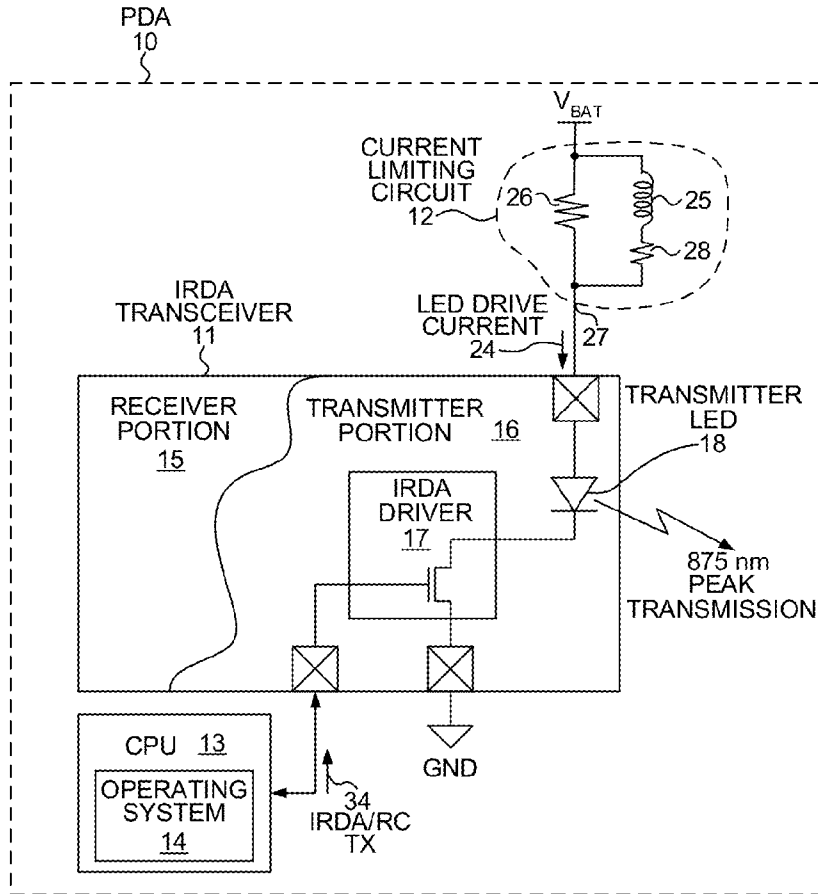 PDA
10
V_BAT
CURRENT
LIMITING
CIRCUIT
12
26
25
28
IRDA
TRANSCEIVER
11
LED DRIVE
CURRENT
24
27
RECEIVER
PORTION
15
TRANSMITTER
PORTION
16
TRANSMITTER
LED
18
IRDA
DRIVER
17
875 nm
PEAK
TRANSMISSION
CPU 13
OPERATING
SYSTEM
14
34
IRDA/RC
TX
GND